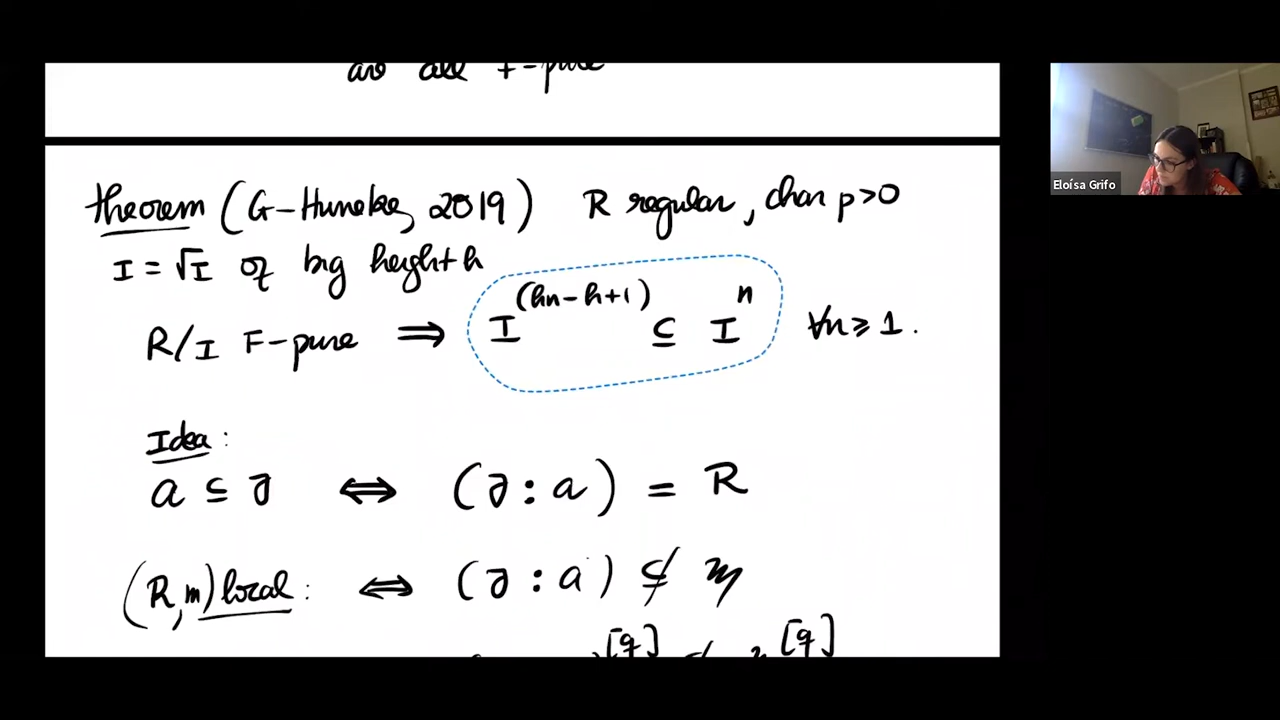 are all F-pure
Theorem (G-Huneke, 2019) R regular, char p>0
I = √I of big height h
R/I F-pure ⟹ I^(hn-h+1) ⊆ I^n ∀n≥1.
Idea:
a ⊆ J ⟺ (J : a) = R
(R,m) local: ⟺ (J : a) ⊈ m
[q] ⊈ [q]
Eloísa Grifo